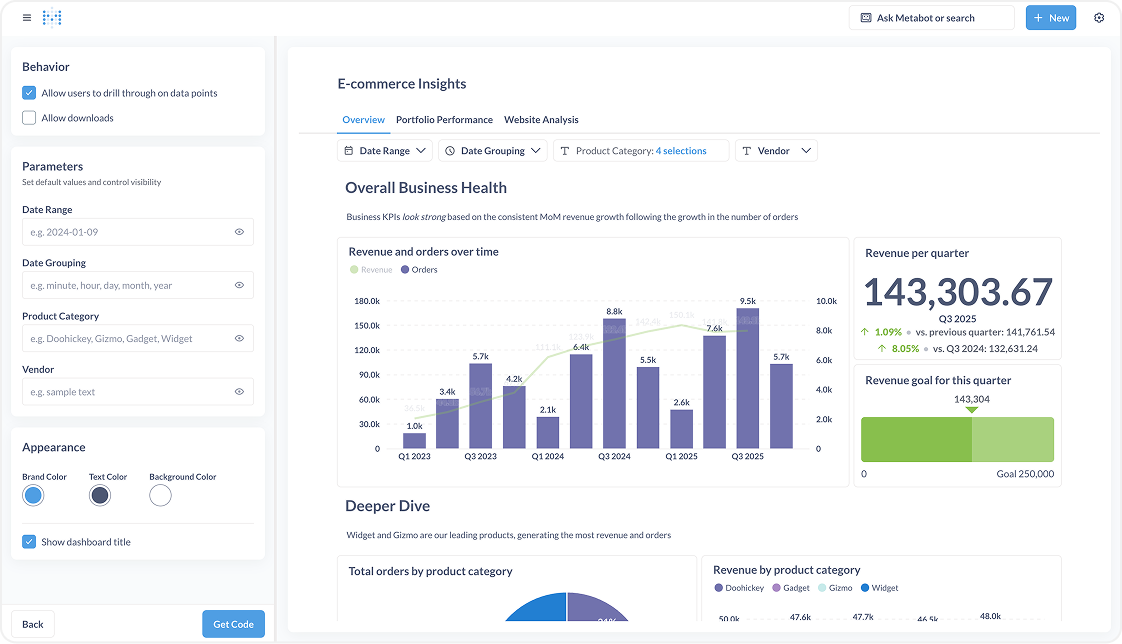 Ask Metabot or search
+ New
Behavior
Allow users to drill through on data points
Allow downloads
Parameters
Set default values and control visibility
Date Range
e.g. 2024-01-09
Date Grouping
e.g. minute, hour, day, month, year
Product Category
e.g. Doohickey, Gizmo, Gadget, Widget
Vendor
e.g. sample text
Appearance
Brand Color Text Color Background Color
Show dashboard title
Back Get Code
E-commerce Insights
Overview Portfolio Performance Website Analysis
Date Range Date Grouping Product Category: 4 selections Vendor
Overall Business Health
Business KPIs look strong based on the consistent MoM revenue growth following the growth in the number of orders
Revenue and orders over time
Revenue Orders
180.0k
150.0k
120.0k
90.0k
60.0k
30.0k
0
10.0k
8.0k
6.0k
4.0k
2.0k
0
1.0k 3.4k 5.7k 4.2k 2.1k 6.4k 8.8k 5.5k 2.6k 7.6k 9.5k 5.7k
Q1 2023 Q3 2023 Q1 2024 Q3 2024 Q1 2025 Q3 2025
Revenue per quarter
143,303.67
Q3 2025
1.09% • vs. previous quarter: 141,761.54
8.05% • vs. Q3 2024: 132,631.24
Revenue goal for this quarter
143,304
0 Goal 250,000
Deeper Dive
Widget and Gizmo are our leading products, generating the most revenue and orders
Total orders by product category
Revenue by product category
Doohickey Gadget Gizmo Widget
50.0k 47.6k 47.7k 46.5k 48.0k